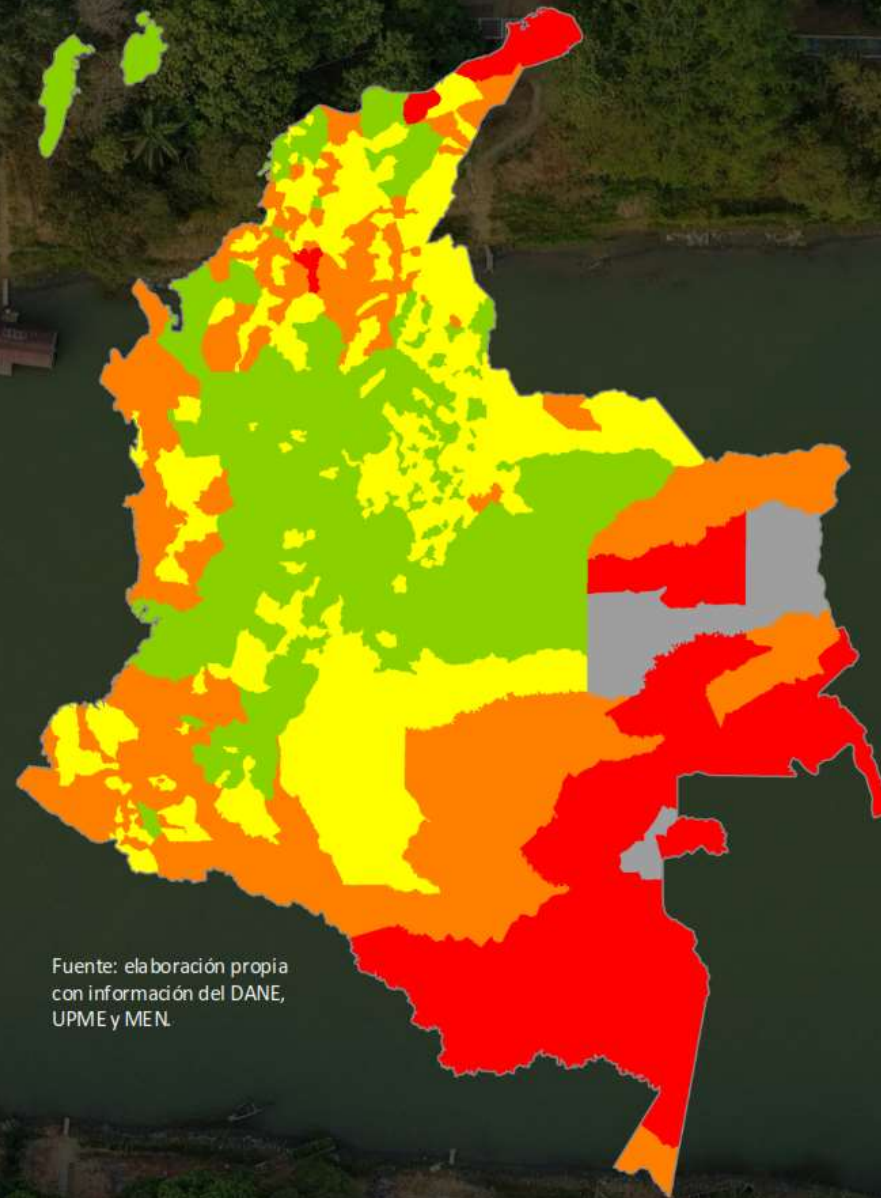 Fuente: elaboración propia
con información del DANE,
UPME y MEN.